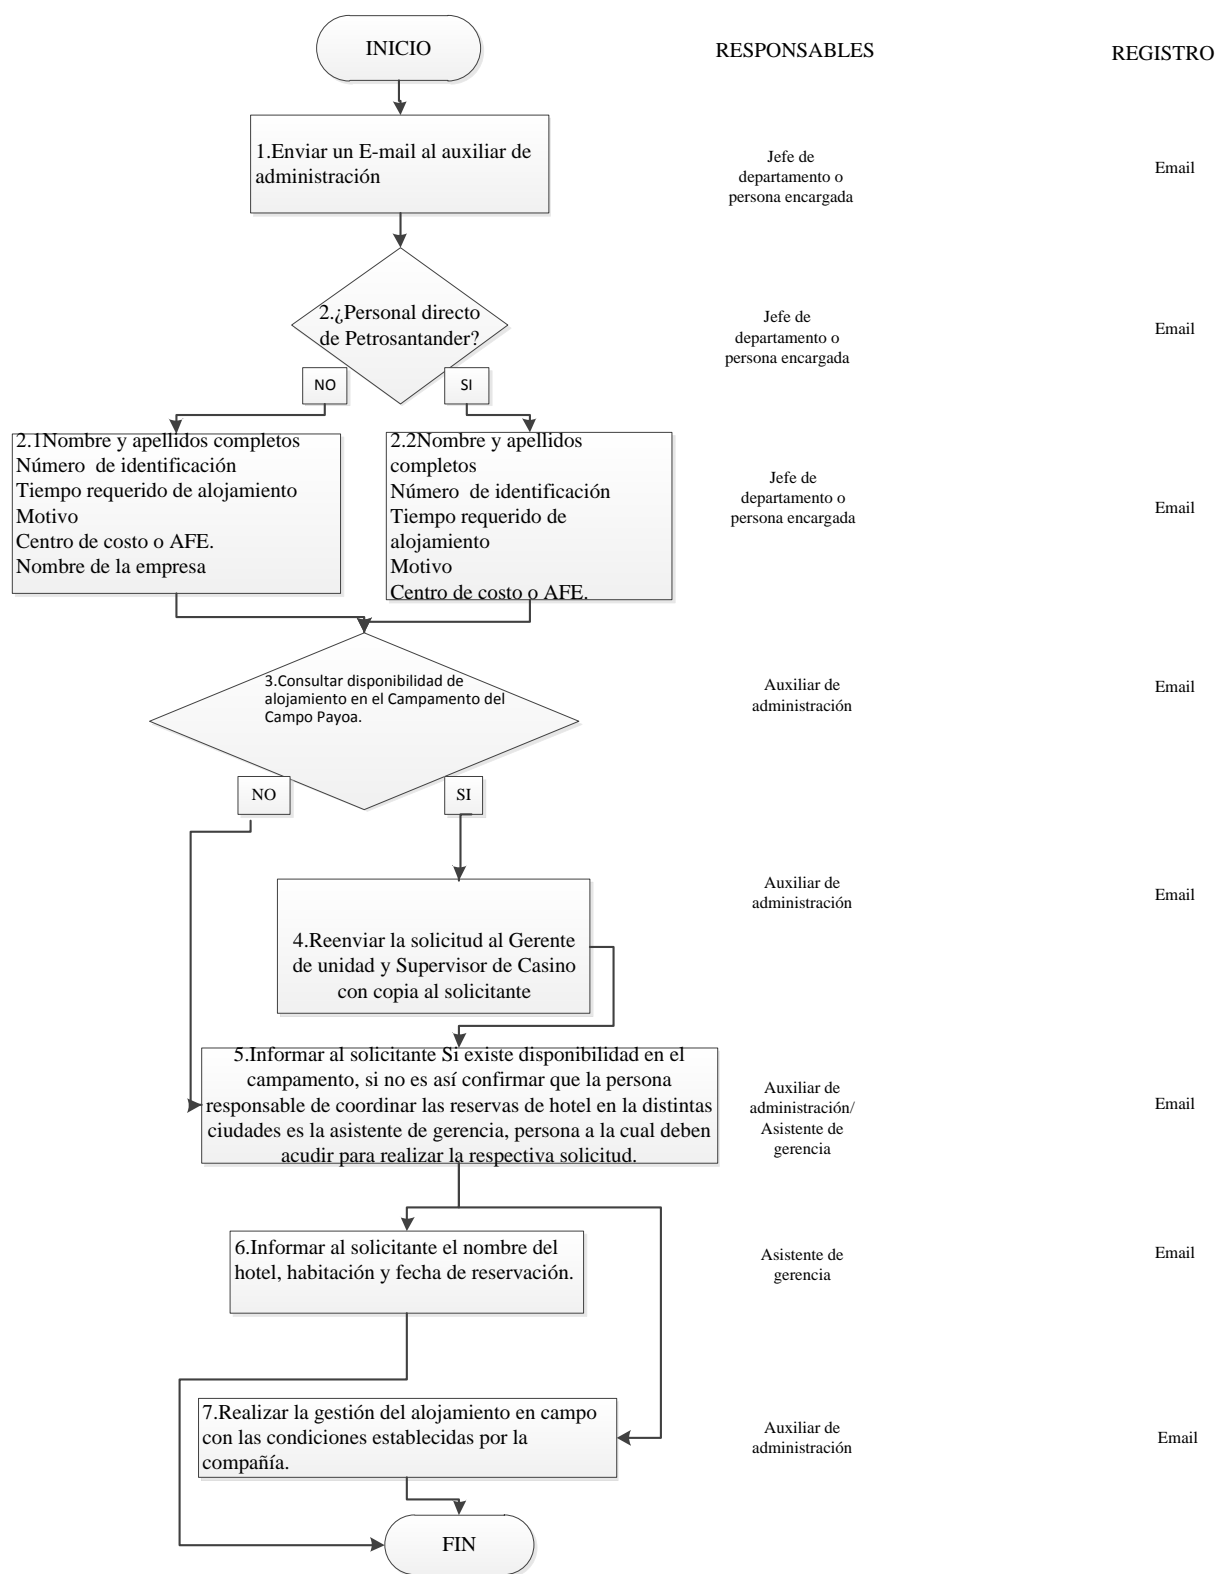 INICIO
RESPONSABLES
REGISTRO
1.Enviar un E-mail al auxiliar de
administración
Jefe de
departamento o
persona encargada
Email
2.¿Personal directo
de Petrosantander?
Jefe de
departamento o
persona encargada
Email
NO
SI
2.1Nombre y apellidos completos
Número  de identificación
Tiempo requerido de alojamiento
Motivo
Centro de costo o AFE.
Nombre de la empresa
2.2Nombre y apellidos
completos
Número  de identificación
Tiempo requerido de
alojamiento
Motivo
Centro de costo o AFE.
Jefe de
departamento o
persona encargada
Email
3.Consultar disponibilidad de
alojamiento en el Campamento del
Campo Payoa.
Auxiliar de
administración
Email
NO
SI
4.Reenviar la solicitud al Gerente
de unidad y Supervisor de Casino
con copia al solicitante
Auxiliar de
administración
Email
5.Informar al solicitante Si existe disponibilidad en el
campamento, si no es así confirmar que la persona
responsable de coordinar las reservas de hotel en la distintas
ciudades es la asistente de gerencia, persona a la cual deben
acudir para realizar la respectiva solicitud.
Auxiliar de
administración/
Asistente de
gerencia
Email
6.Informar al solicitante el nombre del
hotel, habitación y fecha de reservación.
Asistente de
gerencia
Email
7.Realizar la gestión del alojamiento en campo
con las condiciones establecidas por la
compañía.
Auxiliar de
administración
Email
FIN